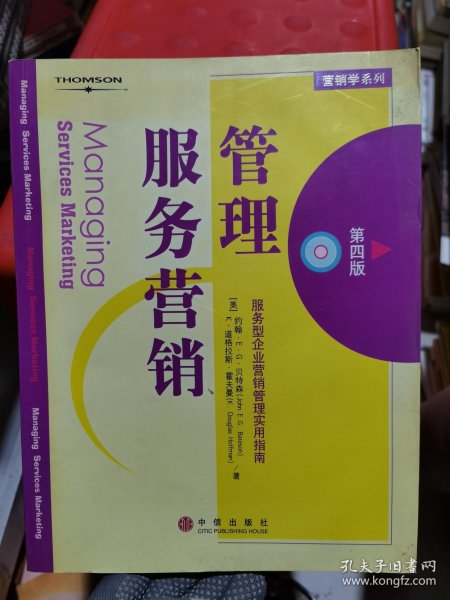 THOMSON
营销学系列
Managing Services Marketing
Managing Services Marketing
Managing Services Marketing
Managing
Services Marketing
管理
服务营销
第四版
服务型企业营销管理实用指南
[美] 约翰·E·G·贝特森(John E. G. Bateson)
K·道格拉斯·霍夫曼(K. Douglas Hoffman)
著
中信出版社
CITIC PUBLISHING HOUSE
孔夫子旧书网
www.kongfz.com